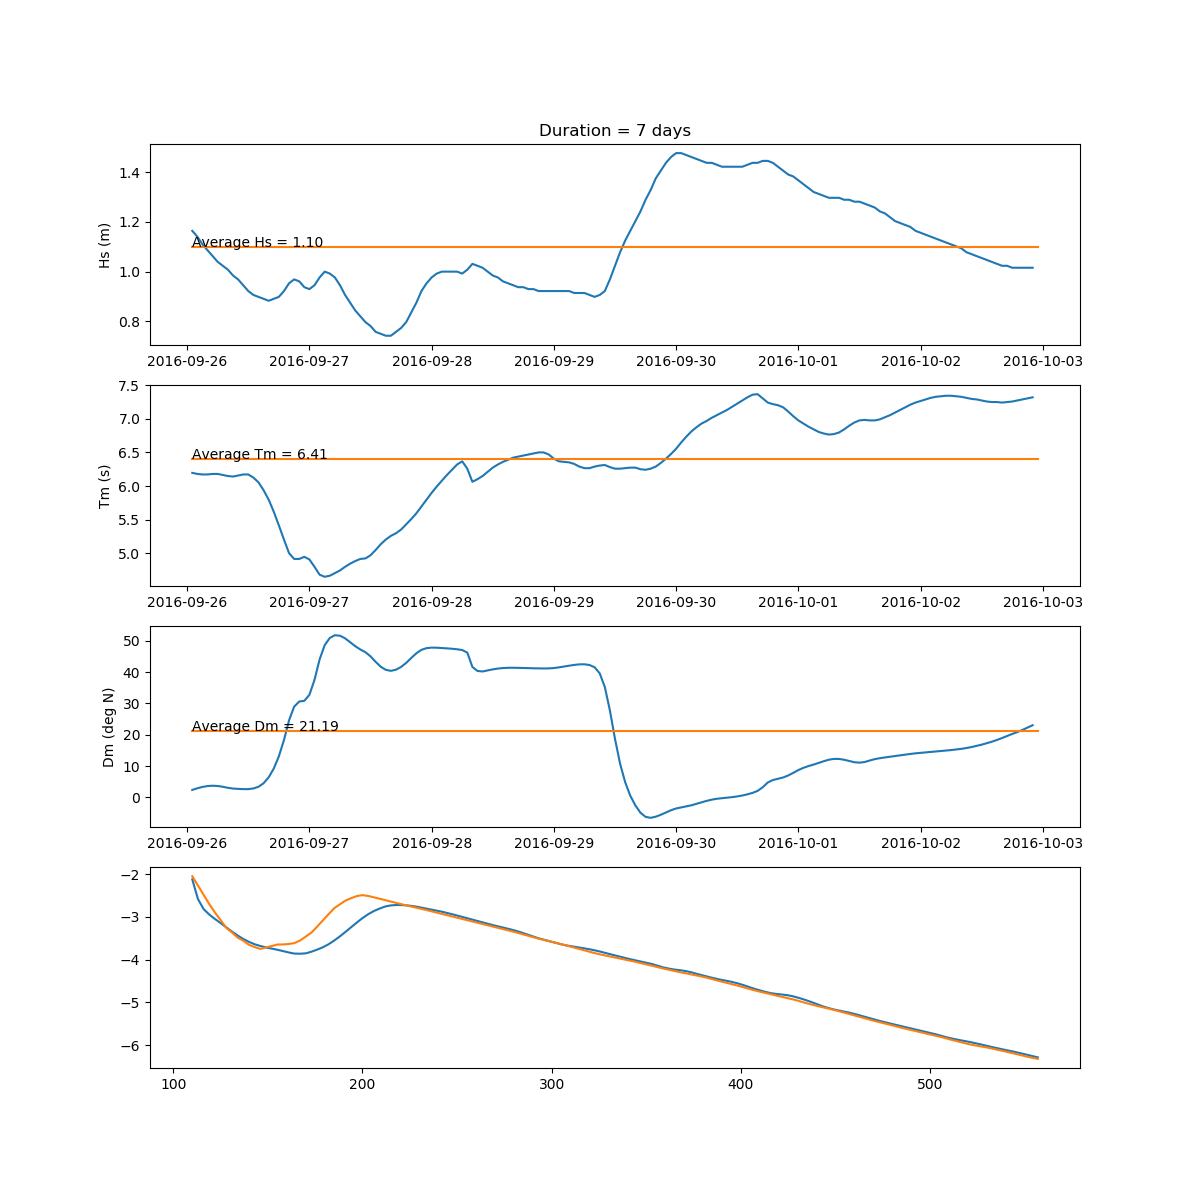 Duration = 7 days
1.4
1.2
1.0
0.8
Hs (m)
Average Hs = 1.10
2016-09-26 2016-09-27 2016-09-28 2016-09-29 2016-09-30 2016-10-01 2016-10-02 2016-10-03
7.5
7.0
6.5
6.0
5.5
5.0
Tm (s)
Average Tm = 6.41
2016-09-26 2016-09-27 2016-09-28 2016-09-29 2016-09-30 2016-10-01 2016-10-02 2016-10-03
50
40
30
20
10
0
Dm (deg N)
Average Dm = 21.19
2016-09-26 2016-09-27 2016-09-28 2016-09-29 2016-09-30 2016-10-01 2016-10-02 2016-10-03
−2
−3
−4
−5
−6
100 200 300 400 500